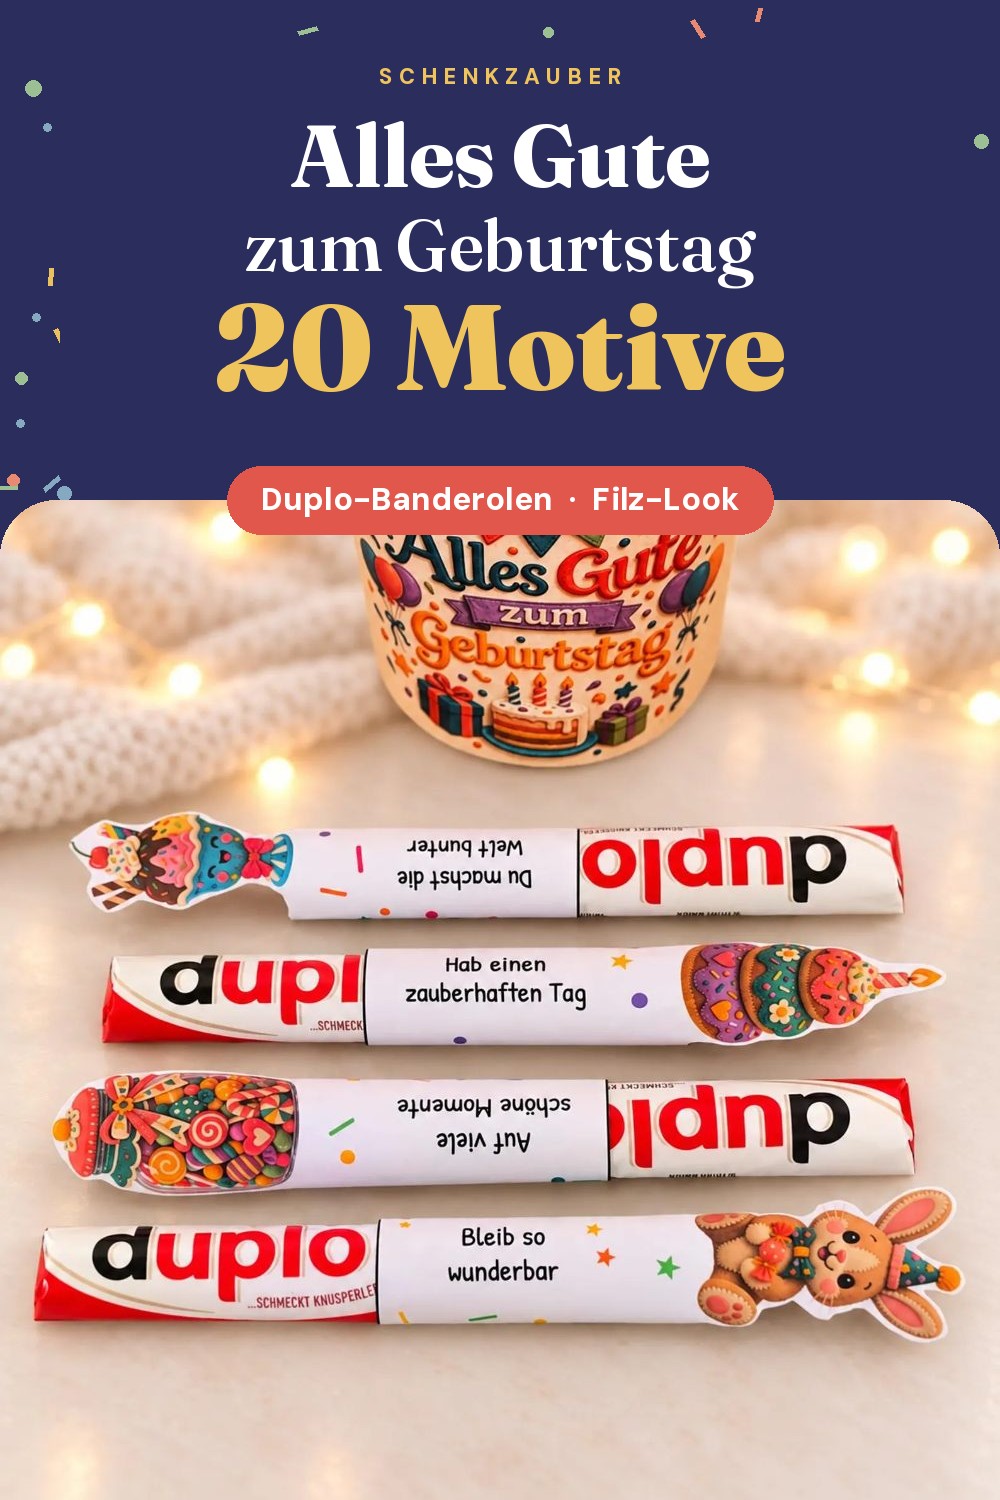 SCHENKZAUBER
Alles Gute
zum Geburtstag
20 Motive
Duplo-Banderolen · Filz-Look
Alles Gute
zum
Geburtstag
Du machst die
Welt bunter
duplo
Hab einen
zauberhaften Tag
dupl
...SCHMECK
Auf viele
schöne Momente
duplo
Bleib so
wunderbar
duplo
...SCHMECKT KNUSPERLE